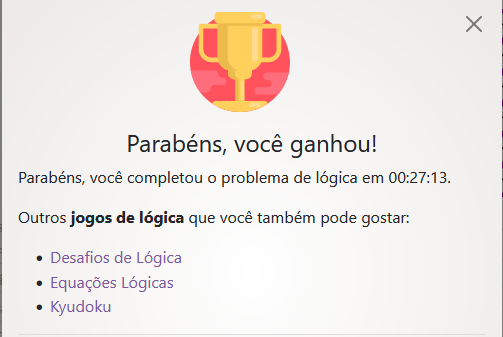 Parabéns, você ganhou!
Parabéns, você completou o problema de lógica em 00:27:13.
Outros jogos de lógica que você também pode gostar:
Desafios de Lógica
Equações Lógicas
Kyudoku